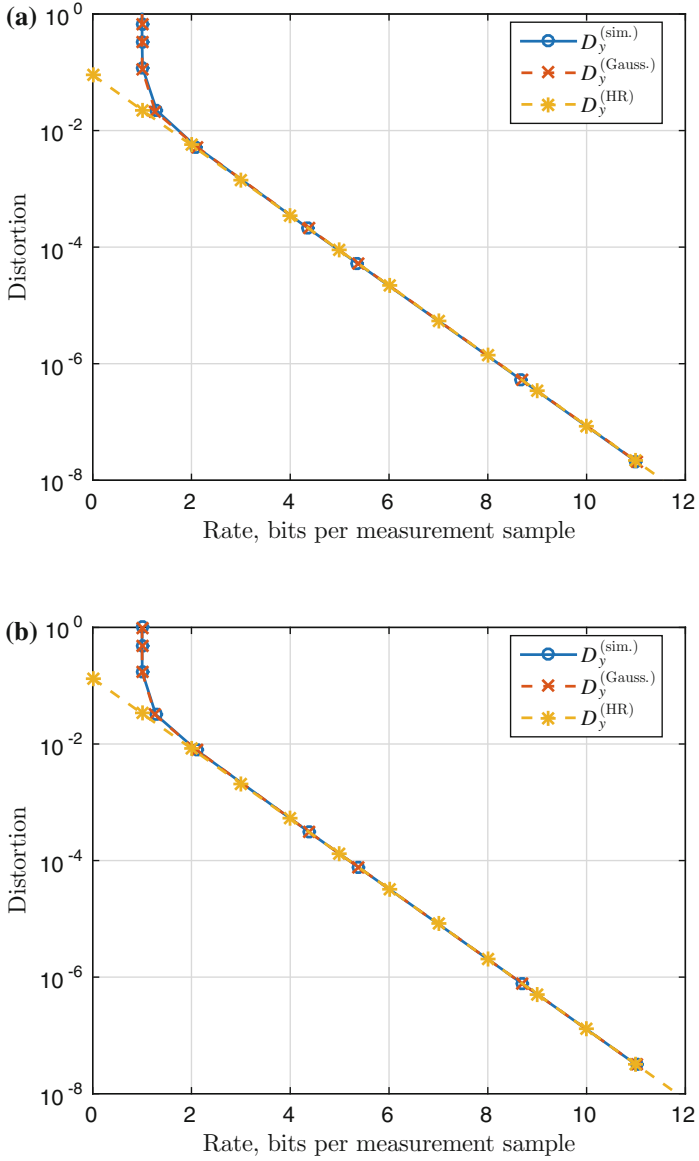 (a)
10^0
10^-2
10^-4
10^-6
10^-8
Distortion
D_y^(sim.)
D_y^(Gauss.)
D_y^(HR)
0 2 4 6 8 10 12
Rate, bits per measurement sample
(b)
10^0
10^-2
10^-4
10^-6
10^-8
Distortion
D_y^(sim.)
D_y^(Gauss.)
D_y^(HR)
0 2 4 6 8 10 12
Rate, bits per measurement sample